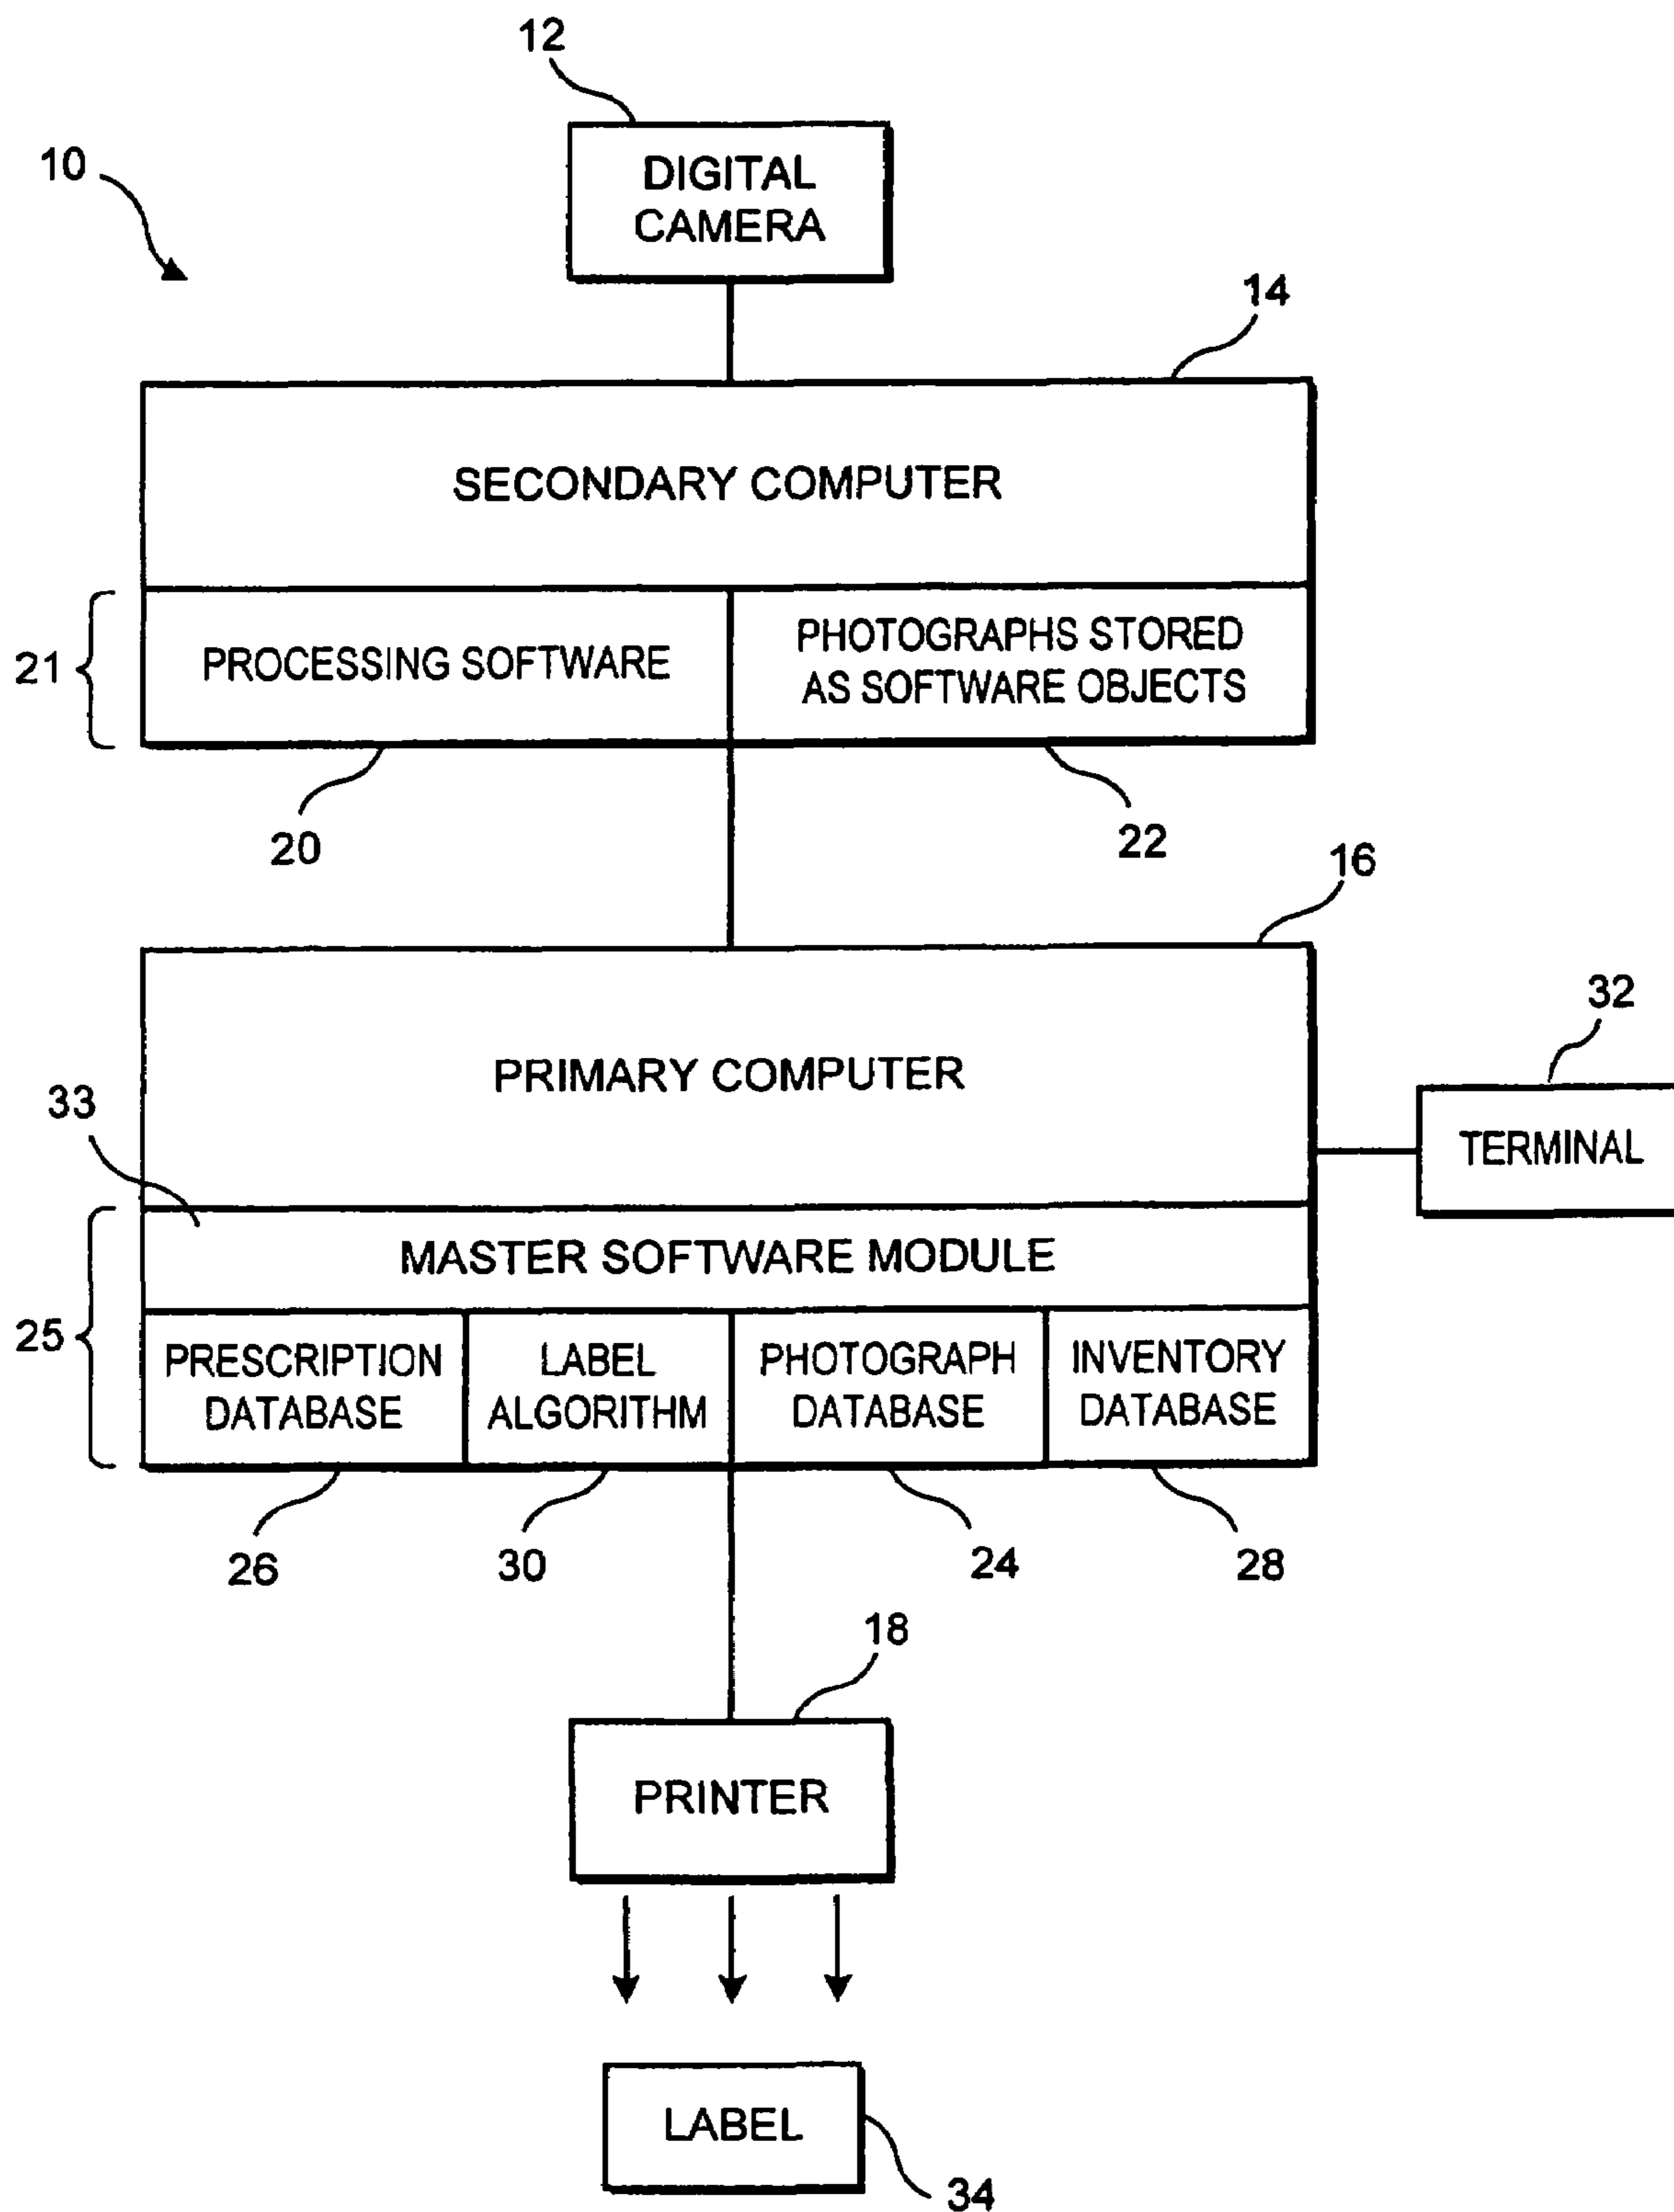 12
10
DIGITAL
CAMERA
14
SECONDARY COMPUTER
21
PROCESSING SOFTWARE
PHOTOGRAPHS STORED
AS SOFTWARE OBJECTS
20
22
16
PRIMARY COMPUTER
32
TERMINAL
33
MASTER SOFTWARE MODULE
25
PRESCRIPTION
DATABASE
LABEL
ALGORITHM
PHOTOGRAPH
DATABASE
INVENTORY
DATABASE
26
30
24
28
18
PRINTER
LABEL
34